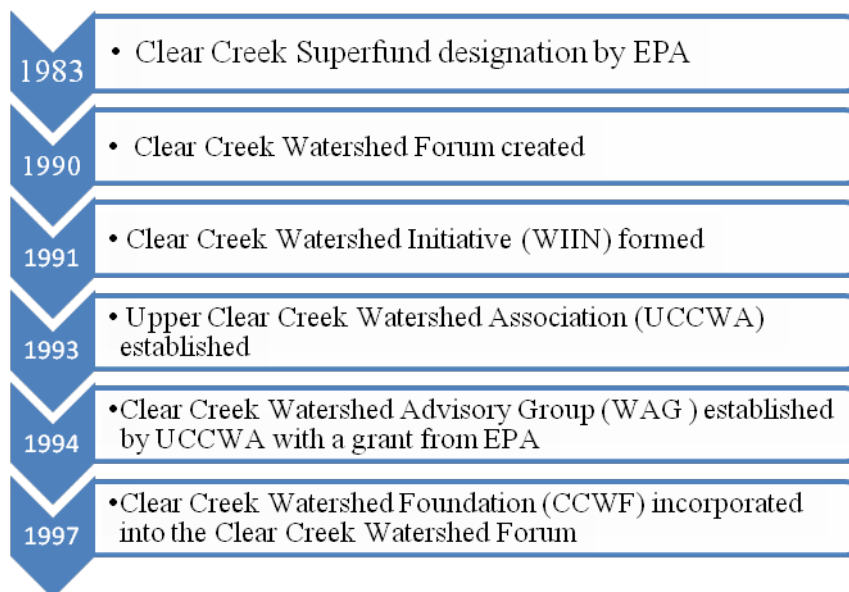 1983
• Clear Creek Superfund designation by EPA
1990
• Clear Creek Watershed Forum created
1991
• Clear Creek Watershed Initiative (WIIN) formed
1993
• Upper Clear Creek Watershed Association (UCCWA)
established
1994
•Clear Creek Watershed Advisory Group (WAG ) established
by UCCWA with a grant from EPA
1997
•Clear Creek Watershed Foundation (CCWF) incorporated
into the Clear Creek Watershed Forum